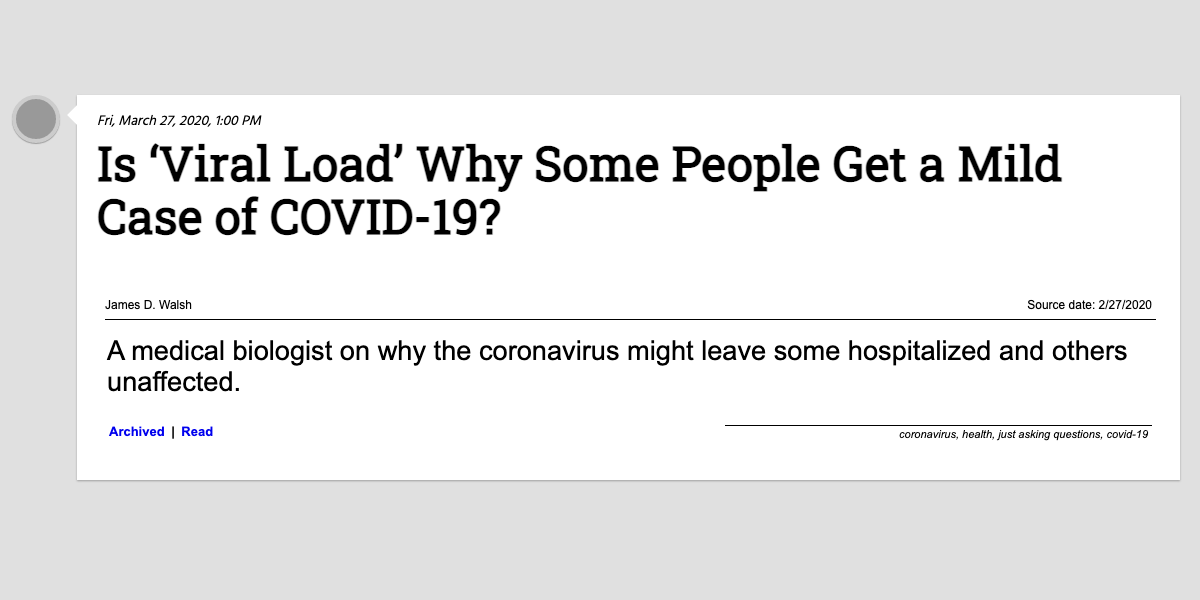 Fri, March 27, 2020, 1:00 PM
Is ‘Viral Load’ Why Some People Get a Mild
Case of COVID-19?
James D. Walsh
Source date: 2/27/2020
A medical biologist on why the coronavirus might leave some hospitalized and others
unaffected.
Archived | Read
coronavirus, health, just asking questions, covid-19